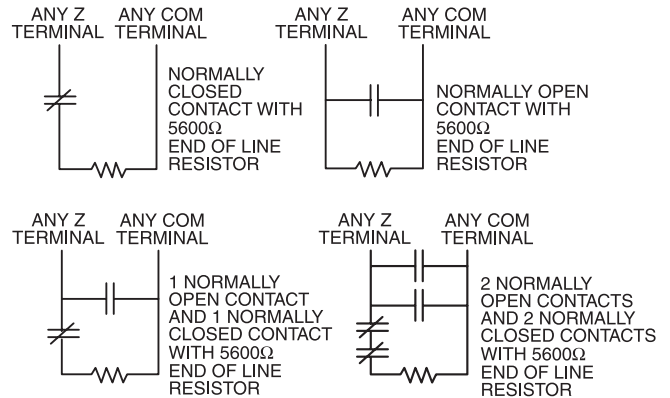 ANY Z
TERMINAL
ANY COM
TERMINAL
NORMALLY
CLOSED
CONTACT WITH
5600Ω
END OF LINE
RESISTOR
ANY Z
TERMINAL
ANY COM
TERMINAL
NORMALLY OPEN
CONTACT WITH
5600Ω
END OF LINE
RESISTOR
ANY Z
TERMINAL
ANY COM
TERMINAL
1 NORMALLY
OPEN CONTACT
AND 1 NORMALLY
CLOSED CONTACT
WITH 5600Ω
END OF LINE
RESISTOR
ANY Z
TERMINAL
ANY COM
TERMINAL
2 NORMALLY
OPEN CONTACTS
AND 2 NORMALLY
CLOSED CONTACTS
WITH 5600Ω
END OF LINE
RESISTOR